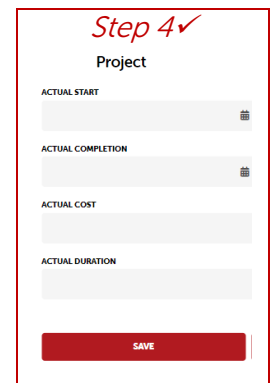 Step 4✓
Project
ACTUAL START
ACTUAL COMPLETION
ACTUAL COST
ACTUAL DURATION
SAVE